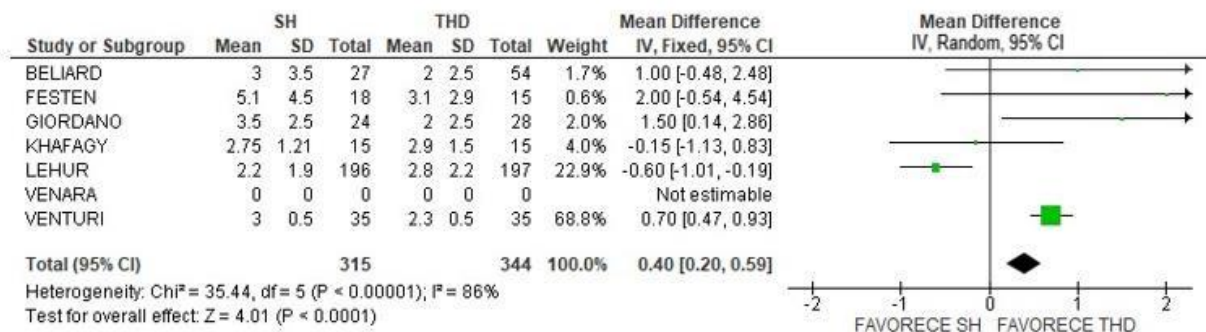 SH THD Mean Difference Mean Difference
Study or Subgroup Mean SD Total Mean SD Total Weight IV, Fixed, 95% CI IV, Random, 95% CI
BELIARD 3 3.5 27 2 2.5 54 1.7% 1.00 [-0.48, 2.48]
FESTEN 5.1 4.5 18 3.1 2.9 15 0.6% 2.00 [-0.54, 4.54]
GIORDANO 3.5 2.5 24 2 2.5 28 2.0% 1.50 [0.14, 2.86]
KHAFAGY 2.75 1.21 15 2.9 1.5 15 4.0% -0.15 [-1.13, 0.83]
LEHUR 2.2 1.9 196 2.8 2.2 197 22.9% -0.60 [-1.01, -0.19]
VENARA 0 0 0 0 0 0 Not estimable
VENTURI 3 0.5 35 2.3 0.5 35 68.8% 0.70 [0.47, 0.93]
Total (95% CI) 315 344 100.0% 0.40 [0.20, 0.59]
Heterogeneity: Chi² = 35.44, df = 5 (P < 0.00001); I² = 86%
Test for overall effect: Z = 4.01 (P < 0.0001)
-2 -1 0 1 2
FAVORECE SH FAVORECE THD